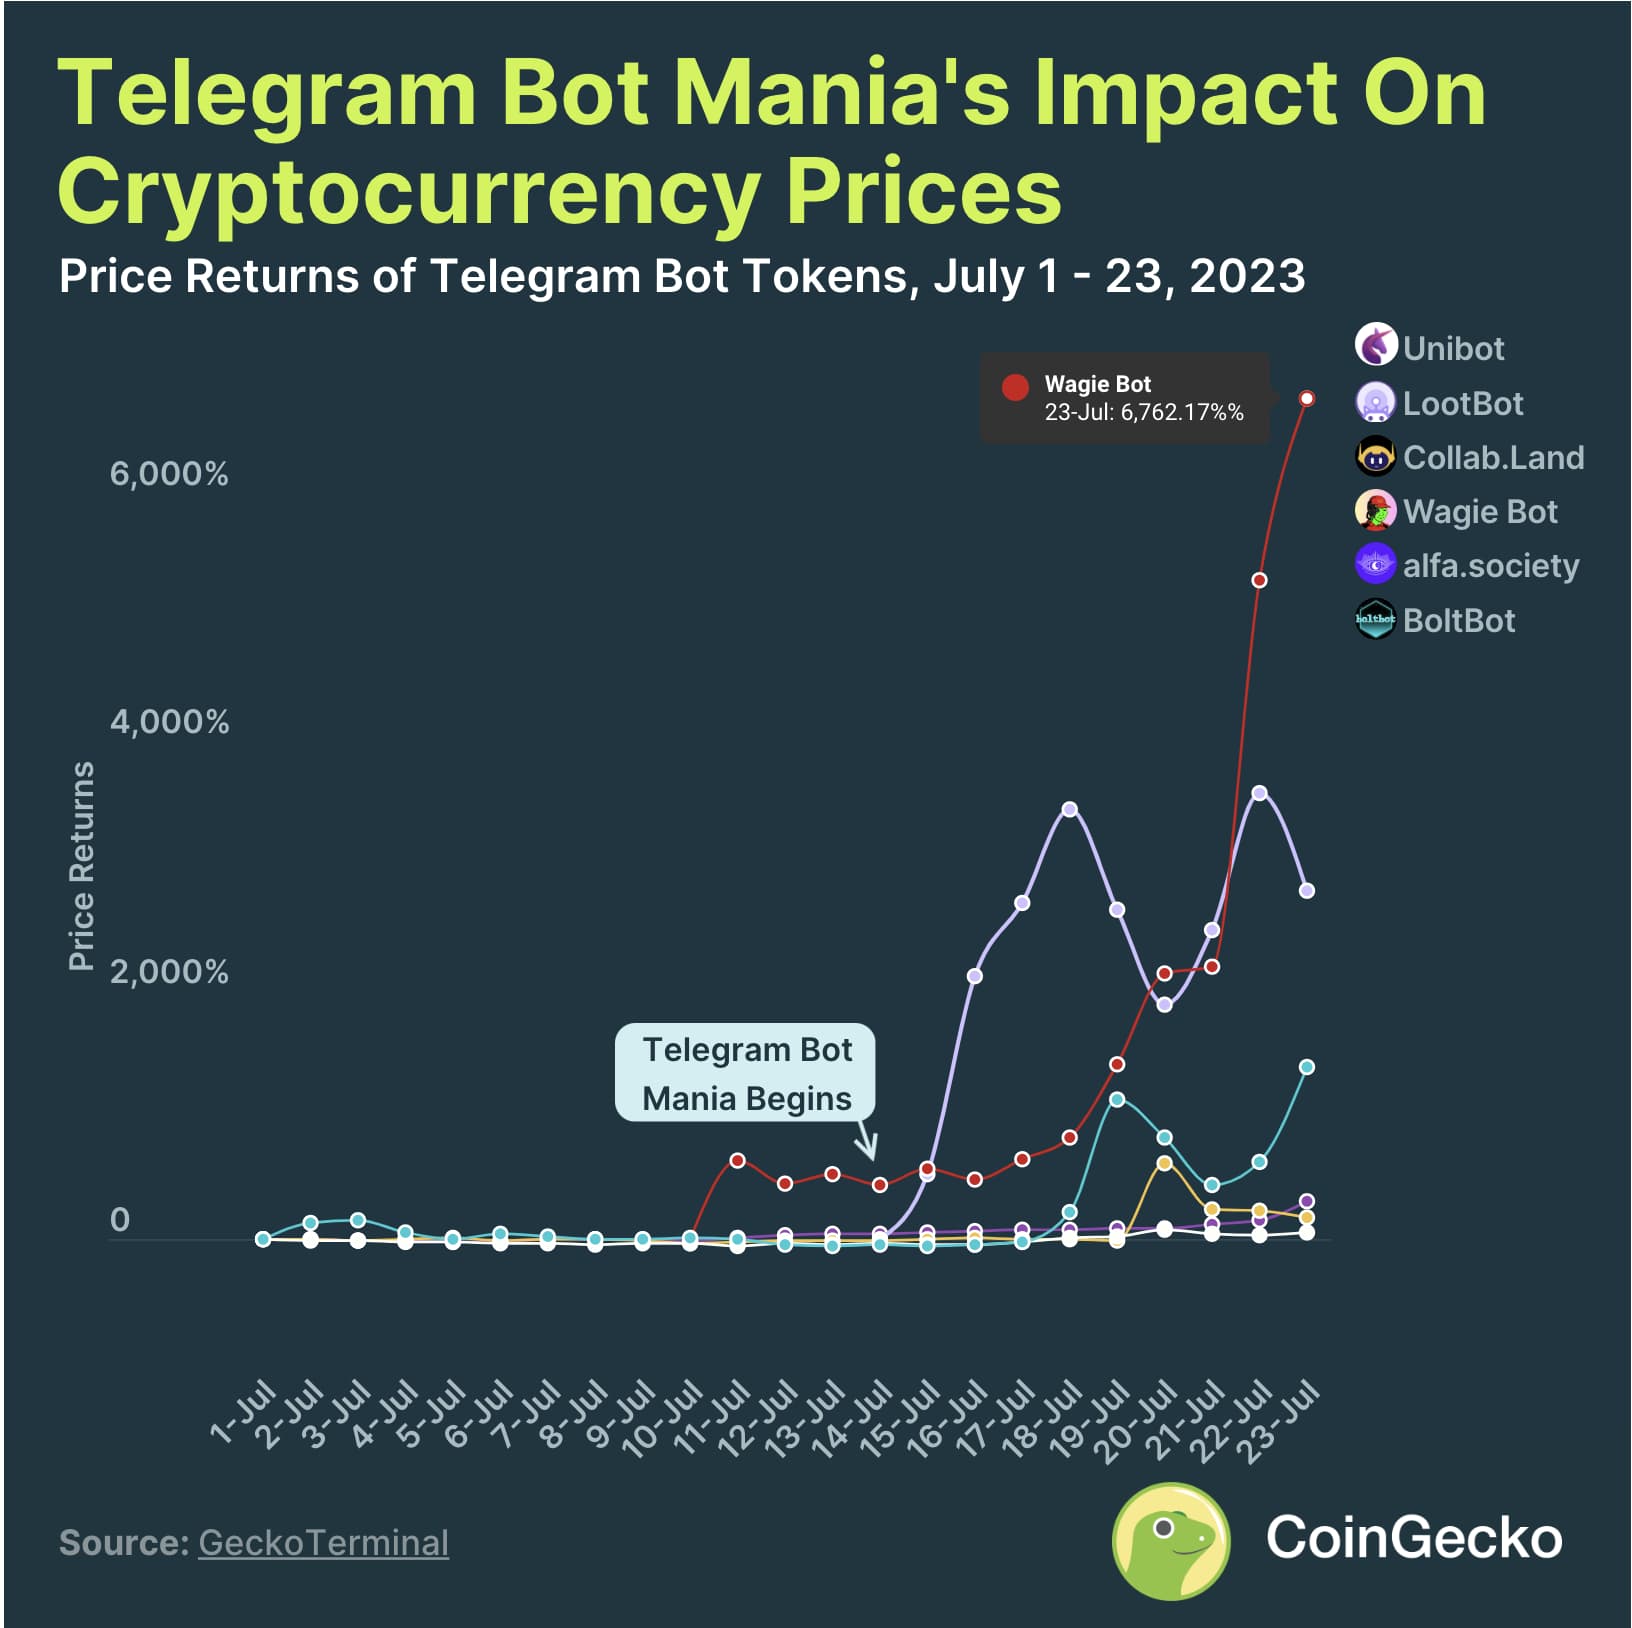 Telegram Bot Mania's Impact On
Cryptocurrency Prices
Price Returns of Telegram Bot Tokens, July 1 - 23, 2023
Unibot
LootBot
Collab.Land
Wagie Bot
alfa.society
boltbot
BoltBot
Wagie Bot
23-Jul: 6,762.17%%
6,000%
4,000%
2,000%
0
Price Returns
Telegram Bot
Mania Begins
1-Jul
2-Jul
3-Jul
4-Jul
5-Jul
6-Jul
7-Jul
8-Jul
9-Jul
10-Jul
11-Jul
12-Jul
13-Jul
14-Jul
15-Jul
16-Jul
17-Jul
18-Jul
19-Jul
20-Jul
21-Jul
22-Jul
23-Jul
Source: GeckoTerminal
CoinGecko